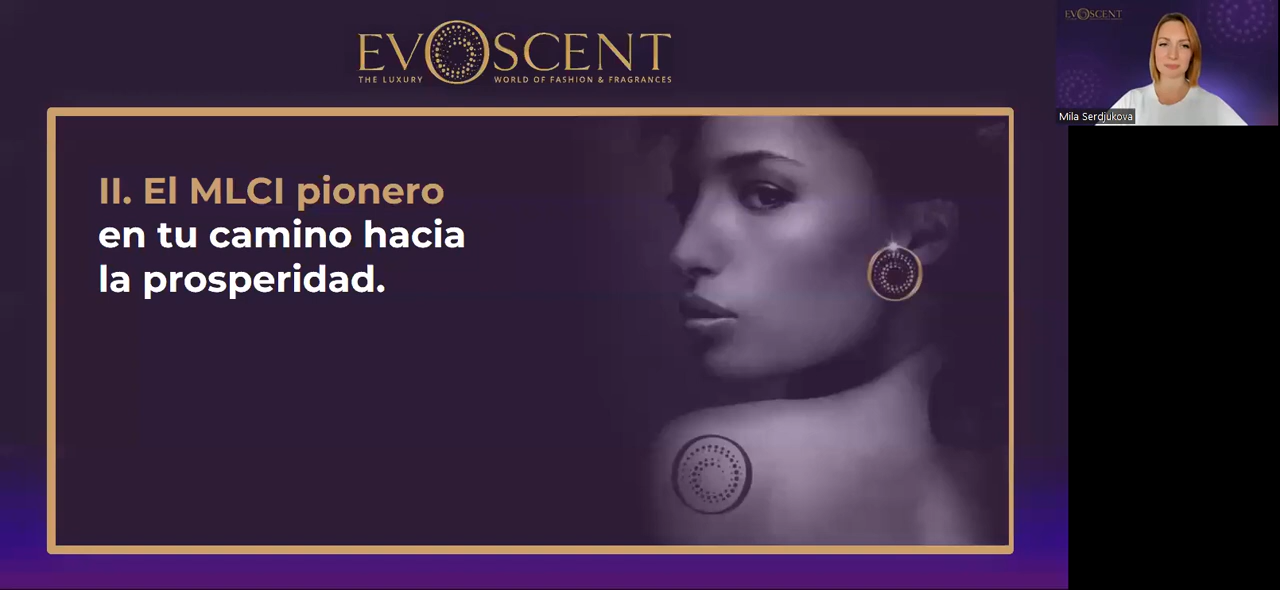 EVOSCENT
THE LUXURY WORLD OF FASHION & FRAGRANCES
II. El MLCI pionero
en tu camino hacia
la prosperidad.
EVOSCENT
Mila Serdjukova